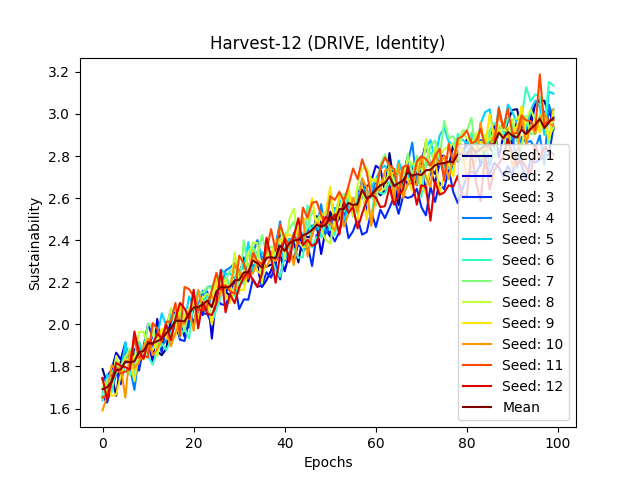 Harvest-12 (DRIVE, Identity)
Sustainability
3.2
3.0
2.8
2.6
2.4
2.2
2.0
1.8
1.6
0
20
40
60
80
100
Epochs
Seed: 1
Seed: 2
Seed: 3
Seed: 4
Seed: 5
Seed: 6
Seed: 7
Seed: 8
Seed: 9
Seed: 10
Seed: 11
Seed: 12
Mean